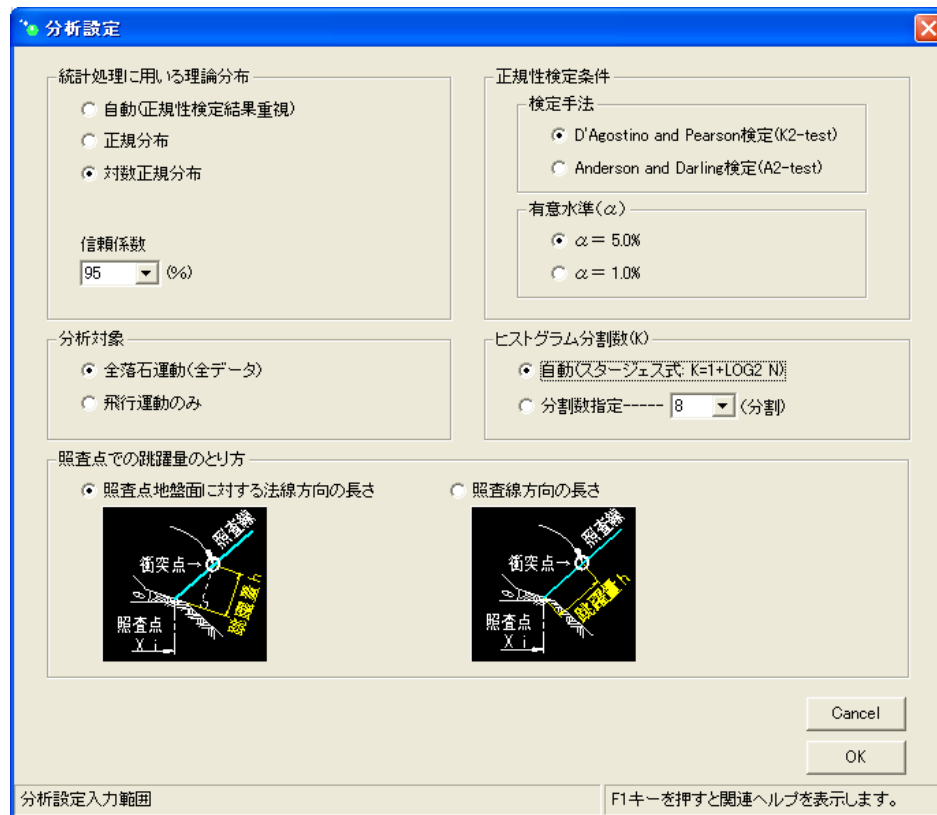 分析設定
統計処理に用いる理論分布
自動(正規性検定結果重視)
正規分布
対数正規分布
信頼係数
95 (%)
正規性検定条件
検定手法
D'Agostino and Pearson検定(K2-test)
Anderson and Darling検定(A2-test)
有意水準(α)
α= 5.0%
α= 1.0%
分析対象
全落石運動(全データ)
飛行運動のみ
ヒストグラム分割数(K)
自動(スタージェス式: K=1+LOG2 N)
分割数指定----- 8 (分割)
照査点での跳躍量のとり方
照査点地盤面に対する法線方向の長さ
照査線方向の長さ
照査線
衝突点→
跳躍量 h
照査点
X i
照査線
衝突点→
跳躍量 h
照査点
X i
Cancel
OK
分析設定入力範囲
F1キーを押すと関連ヘルプを表示します。